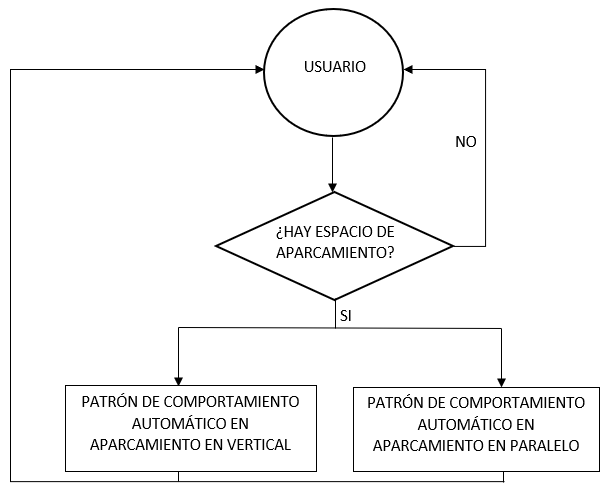 USUARIO
NO
¿HAY ESPACIO DE
APARCAMIENTO?
SI
PATRÓN DE COMPORTAMIENTO
AUTOMÁTICO EN
APARCAMIENTO EN VERTICAL
PATRÓN DE COMPORTAMIENTO
AUTOMÁTICO EN
APARCAMIENTO EN PARALELO